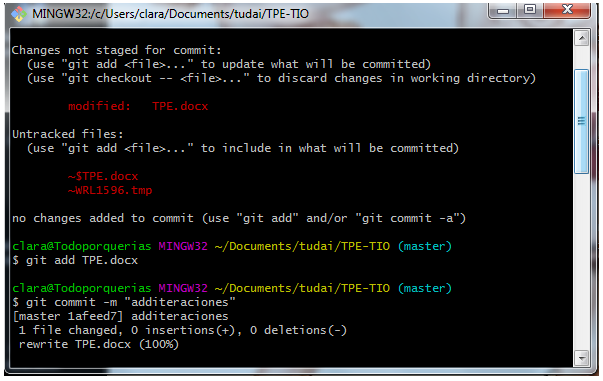 MINGW32:/c/Users/clara/Documents/tudai/TPE-TIO
Changes not staged for commit:
  (use "git add <file>..." to update what will be committed)
  (use "git checkout -- <file>..." to discard changes in working directory)
        modified:   TPE.docx
Untracked files:
  (use "git add <file>..." to include in what will be committed)
        ~$TPE.docx
        ~WRL1596.tmp
no changes added to commit (use "git add" and/or "git commit -a")
clara@Todoporquerias MINGW32 ~/Documents/tudai/TPE-TIO (master)
$ git add TPE.docx
clara@Todoporquerias MINGW32 ~/Documents/tudai/TPE-TIO (master)
$ git commit -m "additeraciones"
[master 1afeed7] additeraciones
 1 file changed, 0 insertions(+), 0 deletions(-)
 rewrite TPE.docx (100%)